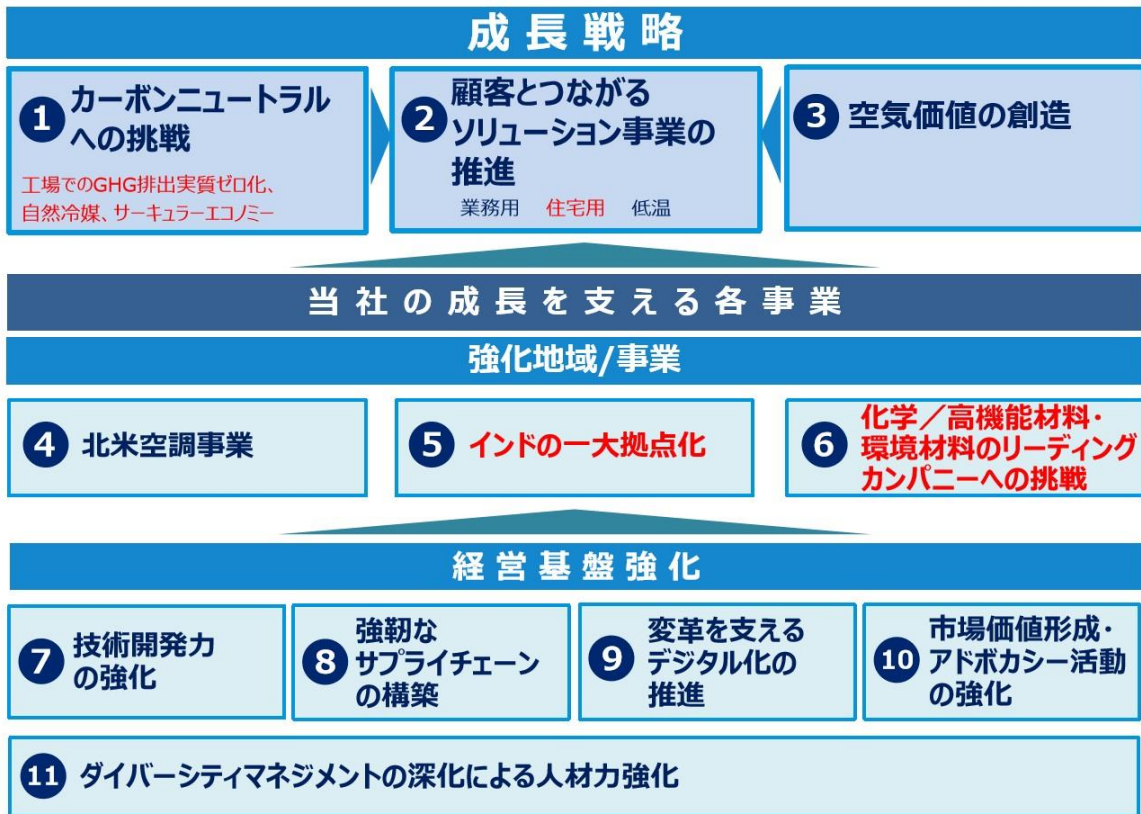 成長戦略
1 カーボンニュートラル
への挑戦
工場でのGHG排出実質ゼロ化、
自然冷媒、サーキュラーエコノミー
2 顧客とつながる
ソリューション事業の
推進
業務用 住宅用 低温
3 空気価値の創造
当社の成長を支える各事業
強化地域/事業
4 北米空調事業
5 インドの一大拠点化
6 化学／高機能材料・
環境材料のリーディング
カンパニーへの挑戦
経営基盤強化
7 技術開発力
の強化
8 強靭な
サプライチェーン
の構築
9 変革を支える
デジタル化の
推進
10 市場価値形成・
アドボカシー活動
の強化
11 ダイバーシティマネジメントの深化による人材力強化